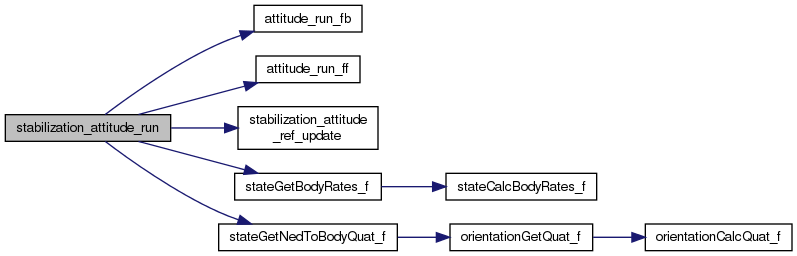 attitude_run_fb
attitude_run_ff
stabilization_attitude_run
stabilization_attitude
_ref_update
stateGetBodyRates_f
stateCalcBodyRates_f
stateGetNedToBodyQuat_f
orientationGetQuat_f
orientationCalcQuat_f